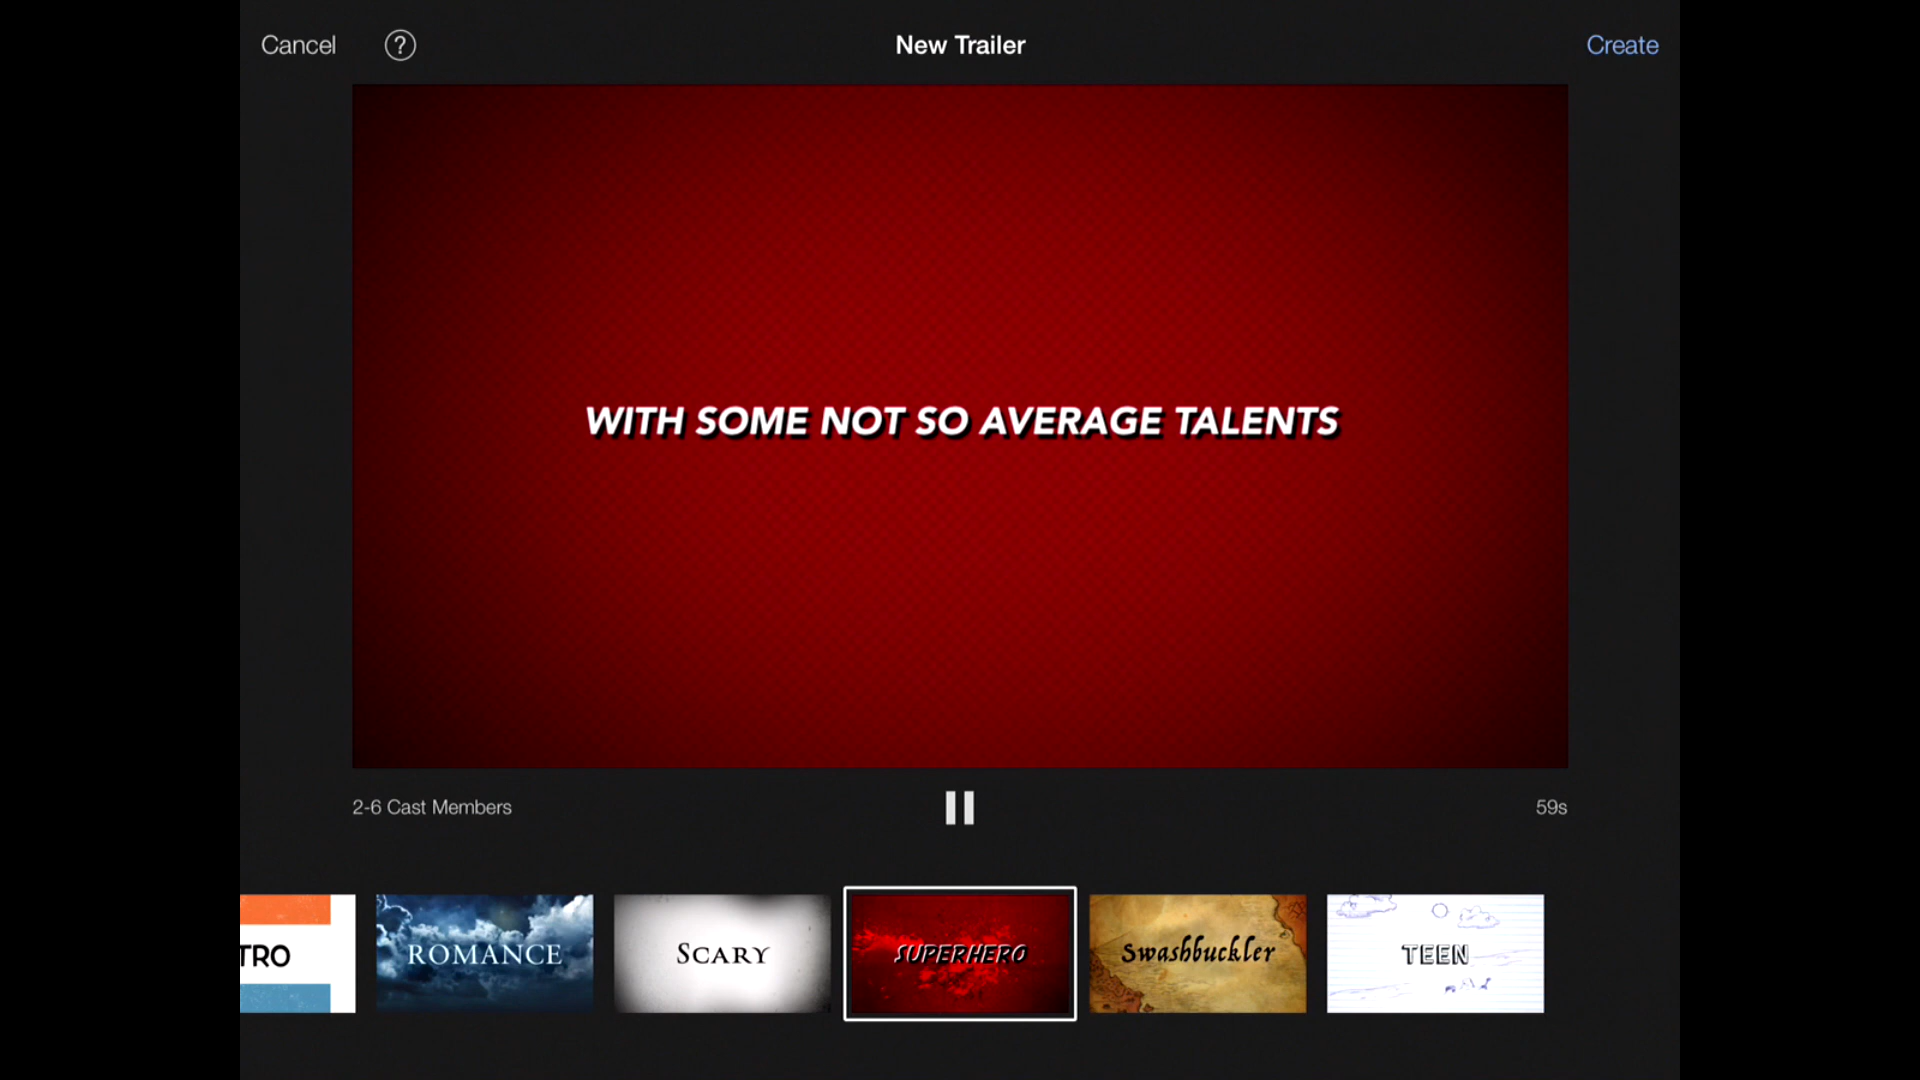 Cancel ? New Trailer Create
WITH SOME NOT SO AVERAGE TALENTS
2-6 Cast Members 59s
TRO ROMANCE SCARY SUPERHERO Swashbuckler TEEN